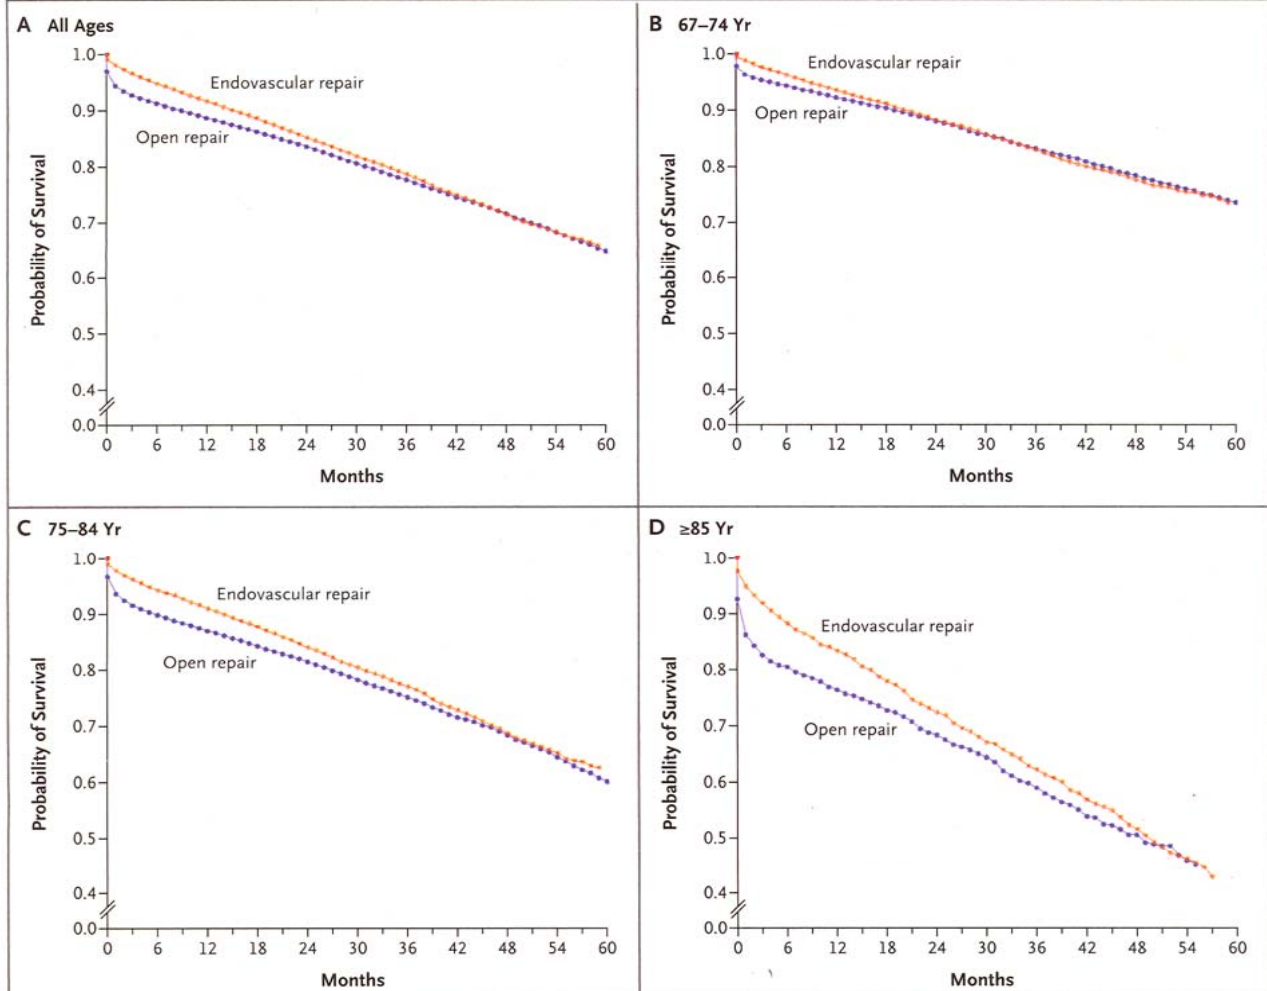 A All Ages
1.0
0.9
0.8
0.7
0.6
0.5
0.4
0.0
Probability of Survival
Endovascular repair
Open repair
0 6 12 18 24 30 36 42 48 54 60
Months
B 67–74 Yr
1.0
0.9
0.8
0.7
0.6
0.5
0.4
0.0
Probability of Survival
Endovascular repair
Open repair
0 6 12 18 24 30 36 42 48 54 60
Months
C 75–84 Yr
1.0
0.9
0.8
0.7
0.6
0.5
0.4
0.0
Probability of Survival
Endovascular repair
Open repair
0 6 12 18 24 30 36 42 48 54 60
Months
D ≥85 Yr
1.0
0.9
0.8
0.7
0.6
0.5
0.4
0.0
Probability of Survival
Endovascular repair
Open repair
0 6 12 18 24 30 36 42 48 54 60
Months